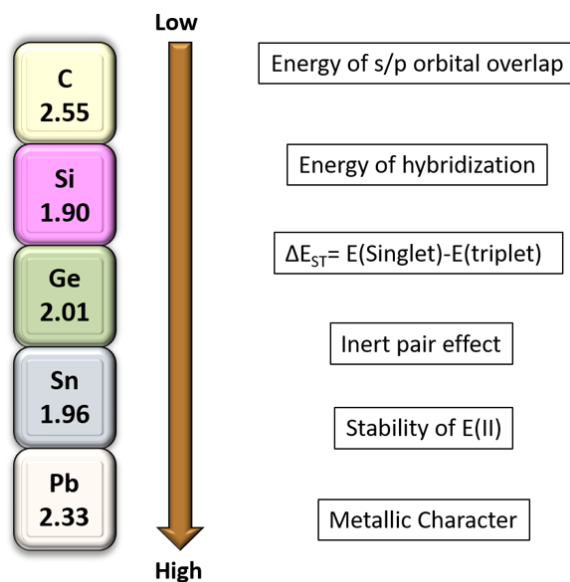 Low
C
2.55
Si
1.90
Ge
2.01
Sn
1.96
Pb
2.33
High
Energy of s/p orbital overlap
Energy of hybridization
ΔEST= E(Singlet)-E(triplet)
Inert pair effect
Stability of E(II)
Metallic Character